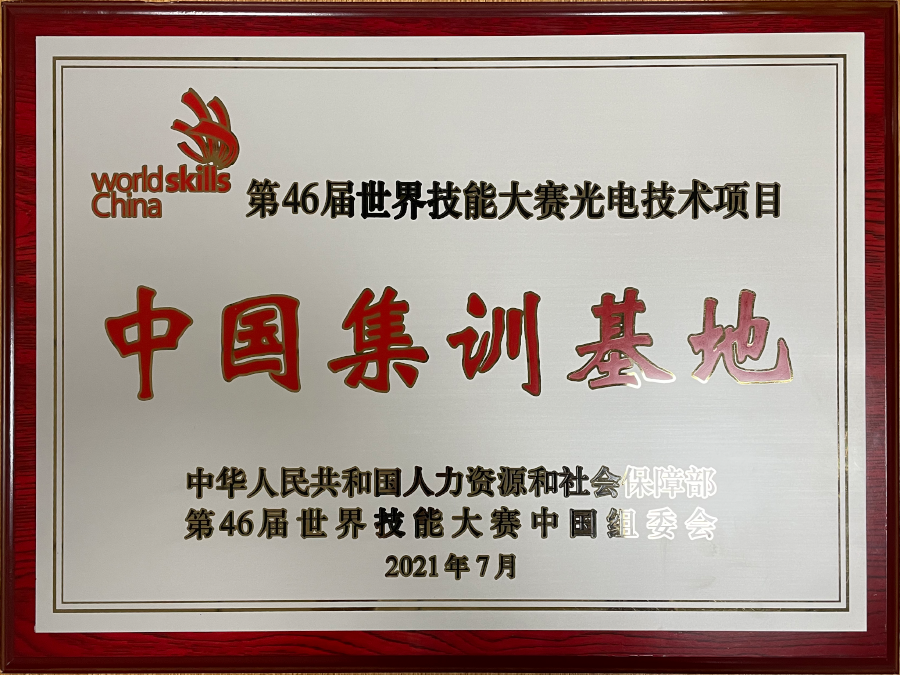 worldskills
China
第46届世界技能大赛光电技术项目
中国集训基地
中华人民共和国人力资源和社会保障部
第46届世界技能大赛中国组委会
2021年7月